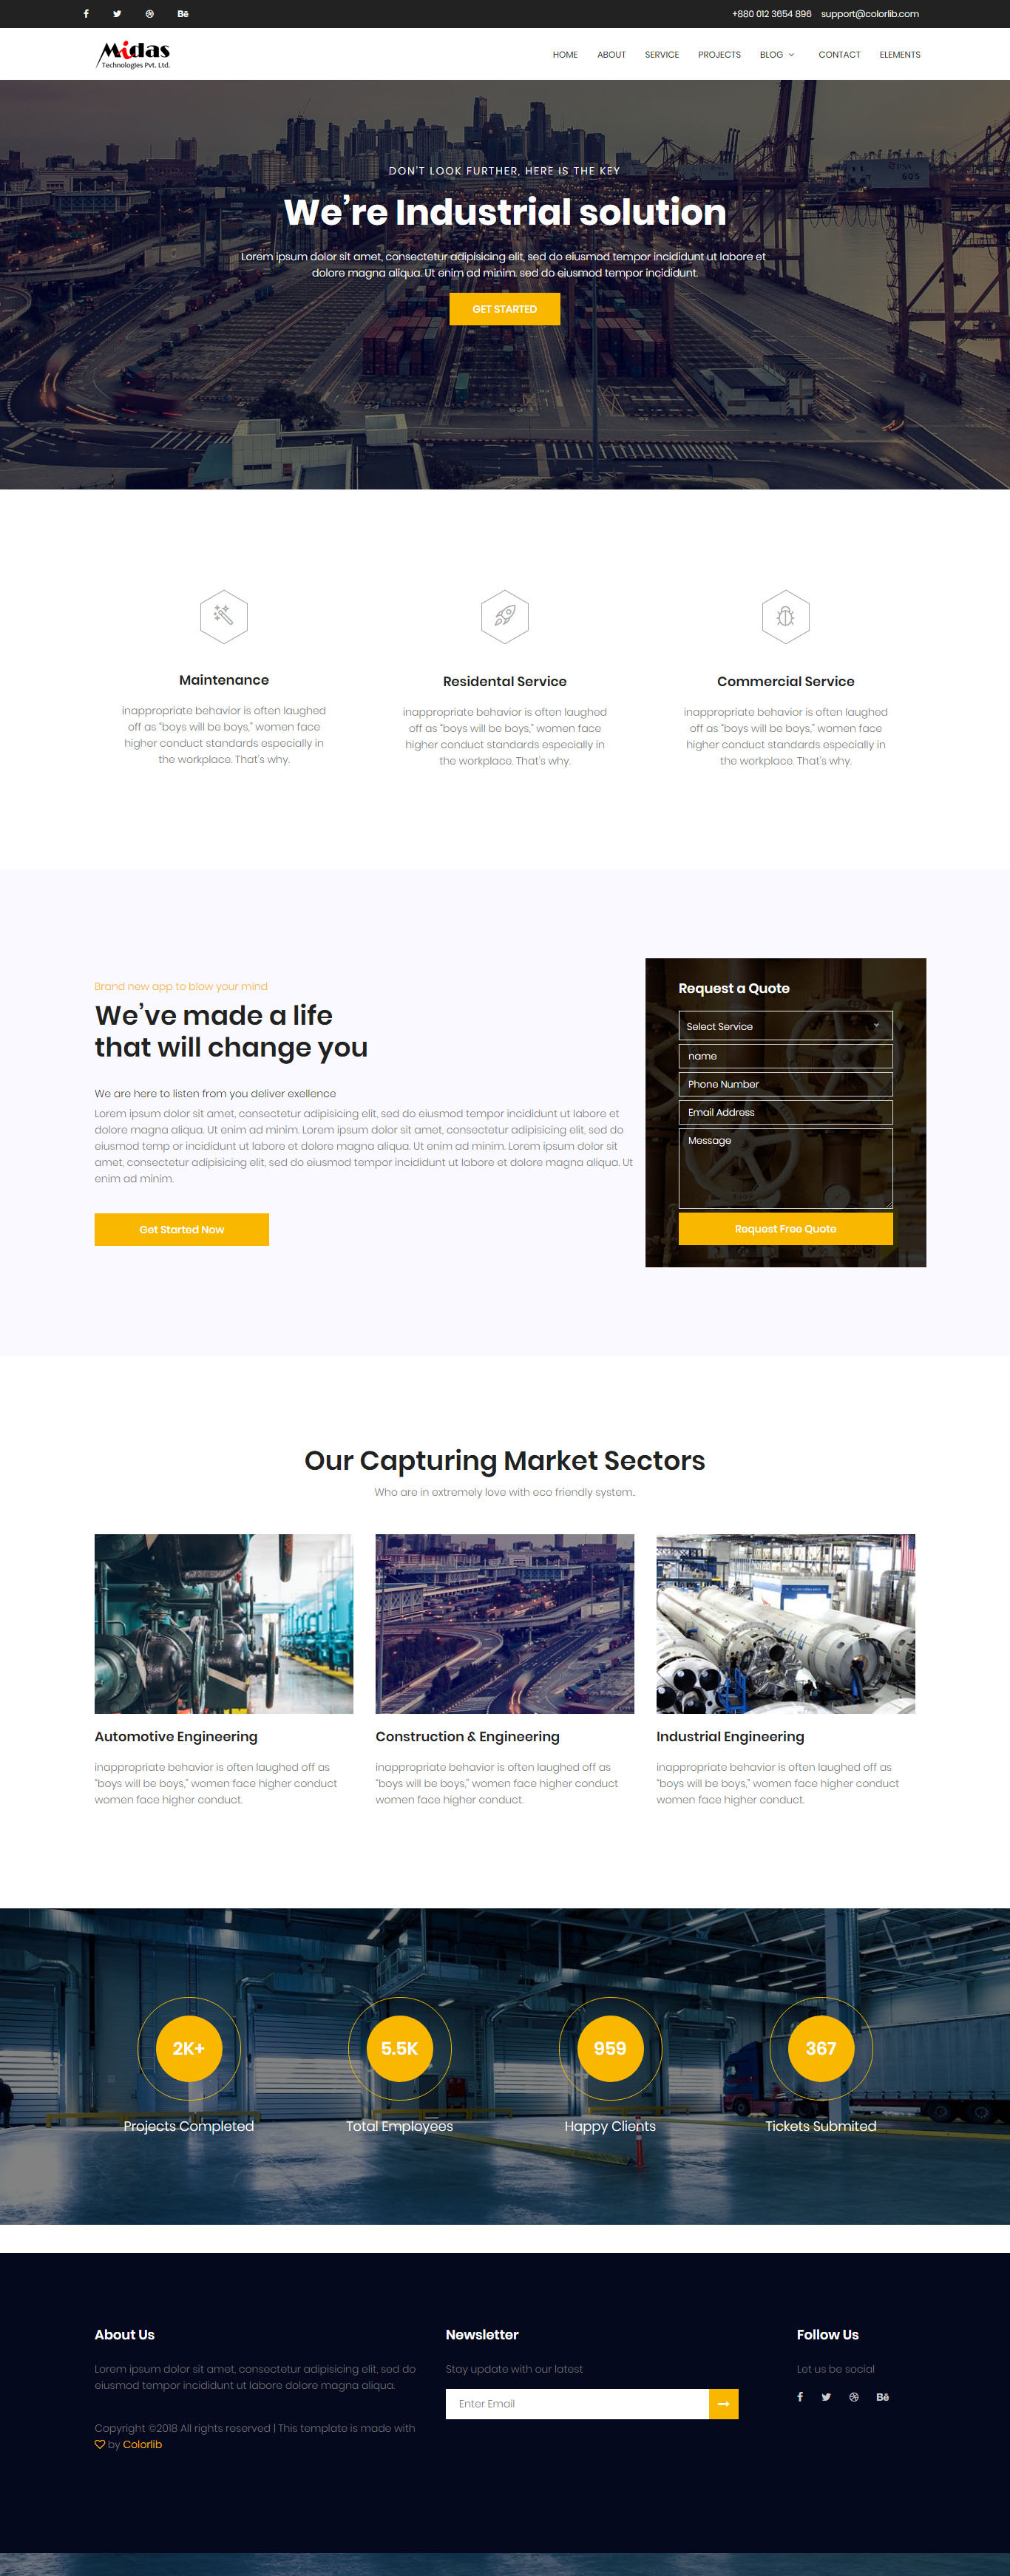 +880 012 3654 896 support@colorlib.com
Midas
Technologies Pvt. Ltd.
HOME ABOUT SERVICE PROJECTS BLOG CONTACT ELEMENTS
DON'T LOOK FURTHER, HERE IS THE KEY
We're Industrial solution
Lorem ipsum dolor sit amet, consectetur adipisicing elit, sed do eiusmod tempor incididunt ut labore et
dolore magna aliqua. Ut enim ad minim. sed do eiusmod tempor incididunt.
GET STARTED
Maintenance
inappropriate behavior is often laughed
off as "boys will be boys," women face
higher conduct standards especially in
the workplace. That's why.
Residental Service
inappropriate behavior is often laughed
off as "boys will be boys," women face
higher conduct standards especially in
the workplace. That's why.
Commercial Service
inappropriate behavior is often laughed
off as "boys will be boys," women face
higher conduct standards especially in
the workplace. That's why.
Brand new app to blow your mind
We've made a life
that will change you
We are here to listen from you deliver exellence
Lorem ipsum dolor sit amet, consectetur adipisicing elit, sed do eiusmod tempor incididunt ut labore et
dolore magna aliqua. Ut enim ad minim. Lorem ipsum dolor sit amet, consectetur adipisicing elit, sed do
eiusmod temp or incididunt ut labore et dolore magna aliqua. Ut enim ad minim. Lorem ipsum dolor sit
amet, consectetur adipisicing elit, sed do eiusmod tempor incididunt ut labore et dolore magna aliqua. Ut
enim ad minim.
Get Started Now
Request a Quote
Select Service
name
Phone Number
Email Address
Message
Request Free Quote
Our Capturing Market Sectors
Who are in extremely love with eco friendly system..
Automotive Engineering
inappropriate behavior is often laughed off as
"boys will be boys," women face higher conduct
women face higher conduct.
Construction & Engineering
inappropriate behavior is often laughed off as
"boys will be boys," women face higher conduct
women face higher conduct.
Industrial Engineering
inappropriate behavior is often laughed off as
"boys will be boys," women face higher conduct
women face higher conduct.
2K+
Projects Completed
5.5K
Total Employees
959
Happy Clients
367
Tickets Submited
About Us
Lorem ipsum dolor sit amet, consectetur adipisicing elit, sed do
eiusmod tempor incididunt ut labore dolore magna aliqua.
Copyright ©2018 All rights reserved | This template is made with
by Colorlib
Newsletter
Stay update with our latest
Enter Email
Follow Us
Let us be social